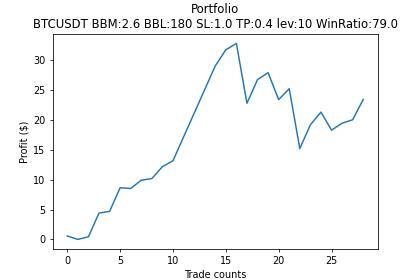 Portfolio
BTCUSDT BBM:2.6 BBL:180 SL:1.0 TP:0.4 lev:10 WinRatio:79.0
30
25
20
15
10
5
0
Profit ($)
0 5 10 15 20 25
Trade counts